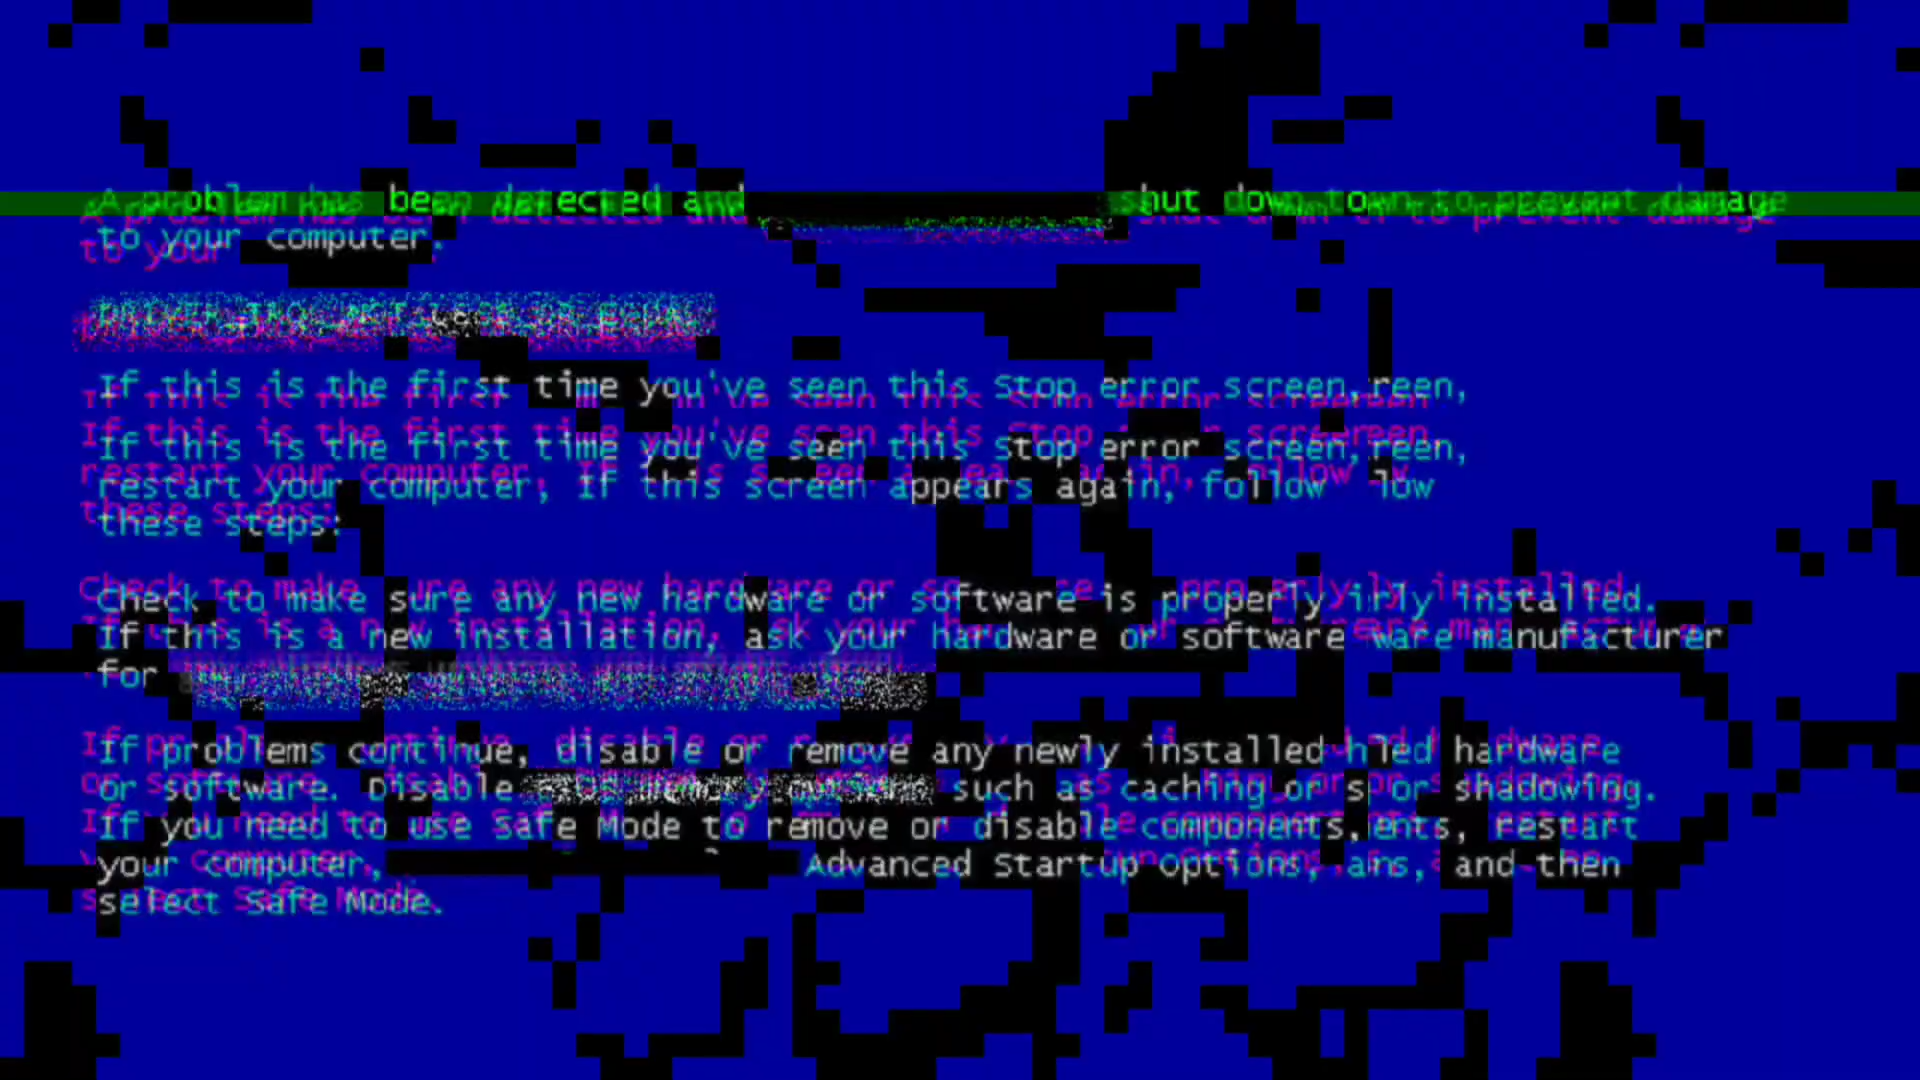 A problem has been detected and shut down town to prevent damage
to your computer.
If this is the first time you've seen this Stop error screen, reen,
If this is the first time you've seen this Stop error screen, reen,
restart your computer, If this screen appears again, follow low
these steps:
Check to make sure any new hardware or software is properly installed.
If this is a new installation, ask your hardware or software ware manufacturer
for
If problems continue, disable or remove any newly installed hled hardware
or software. Disable such as caching or s or shadowing.
If you need to use Safe Mode to remove or disable components, ents, restart
your computer, Advanced Startup Options, and then
select Safe Mode.